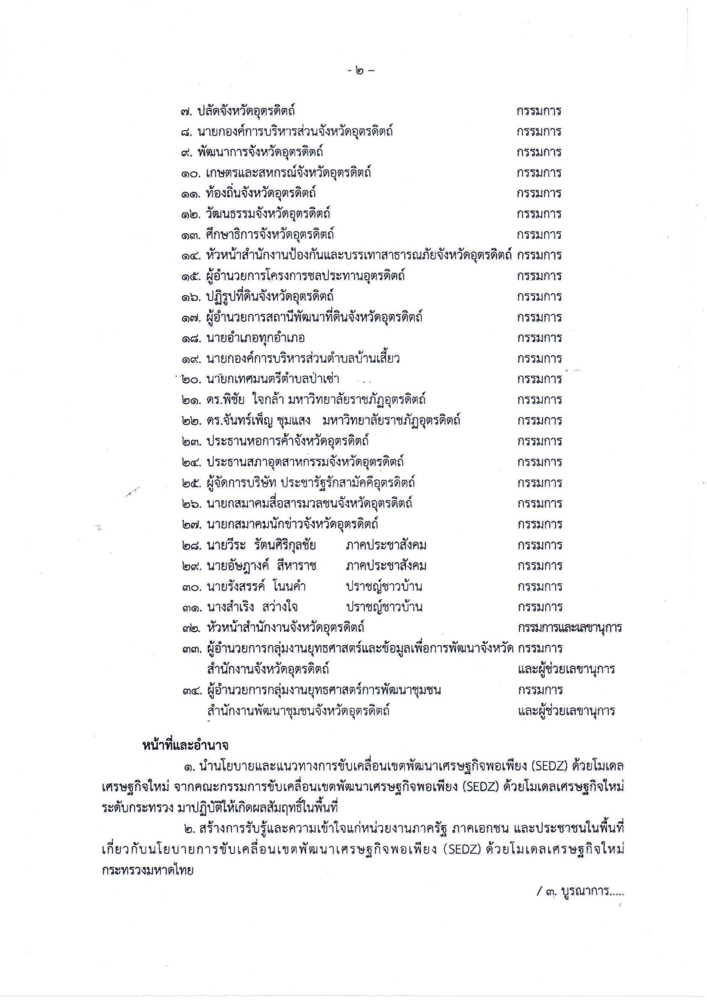 - ๒ –
๗. ปลัดจังหวัดอุตรดิตถ์ กรรมการ
๘. นายกองค์การบริหารส่วนจังหวัดอุตรดิตถ์ กรรมการ
๙. พัฒนาการจังหวัดอุตรดิตถ์ กรรมการ
๑๐. เกษตรและสหกรณ์จังหวัดอุตรดิตถ์ กรรมการ
๑๑. ท้องถิ่นจังหวัดอุตรดิตถ์ กรรมการ
๑๒. วัฒนธรรมจังหวัดอุตรดิตถ์ กรรมการ
๑๓. ศึกษาธิการจังหวัดอุตรดิตถ์ กรรมการ
๑๔. หัวหน้าสำนักงานป้องกันและบรรเทาสาธารณภัยจังหวัดอุตรดิตถ์ กรรมการ
๑๕. ผู้อำนวยการโครงการชลประทานอุตรดิตถ์ กรรมการ
๑๖. ปฏิรูปที่ดินจังหวัดอุตรดิตถ์ กรรมการ
๑๗. ผู้อำนวยการสถานีพัฒนาที่ดินจังหวัดอุตรดิตถ์ กรรมการ
๑๘. นายอำเภอทุกอำเภอ กรรมการ
๑๙. นายกองค์การบริหารส่วนตำบลบ้านเสี้ยว กรรมการ
๒๐. นายกเทศมนตรีตำบลป่าเซ่า กรรมการ
๒๑. ดร.พิชัย ใจกล้า มหาวิทยาลัยราชภัฏอุตรดิตถ์ กรรมการ
๒๒. ดร.จันทร์เพ็ญ ชุมแสง มหาวิทยาลัยราชภัฏอุตรดิตถ์ กรรมการ
๒๓. ประธานหอการค้าจังหวัดอุตรดิตถ์ กรรมการ
๒๔. ประธานสภาอุตสาหกรรมจังหวัดอุตรดิตถ์ กรรมการ
๒๕. ผู้จัดการบริษัท ประชารัฐรักสามัคคีอุตรดิตถ์ กรรมการ
๒๖. นายกสมาคมสื่อสารมวลชนจังหวัดอุตรดิตถ์ กรรมการ
๒๗. นายกสมาคมนักข่าวจังหวัดอุตรดิตถ์ กรรมการ
๒๘. นายวีระ รัตนศิริกุลชัย ภาคประชาสังคม กรรมการ
๒๙. นายอัษฎางค์ สีหาราช ภาคประชาสังคม กรรมการ
๓๐. นายรังสรรค์ โนนคำ ปราชญ์ชาวบ้าน กรรมการ
๓๑. นางสำเริง สว่างใจ ปราชญ์ชาวบ้าน กรรมการ
๓๒. หัวหน้าสำนักงานจังหวัดอุตรดิตถ์ กรรมการและเลขานุการ
๓๓. ผู้อำนวยการกลุ่มงานยุทธศาสตร์และข้อมูลเพื่อการพัฒนาจังหวัด กรรมการ
สำนักงานจังหวัดอุตรดิตถ์ และผู้ช่วยเลขานุการ
๓๔. ผู้อำนวยการกลุ่มงานยุทธศาสตร์การพัฒนาชุมชน กรรมการ
สำนักงานพัฒนาชุมชนจังหวัดอุตรดิตถ์ และผู้ช่วยเลขานุการ
หน้าที่และอำนาจ
๑. นำนโยบายและแนวทางการขับเคลื่อนเขตพัฒนาเศรษฐกิจพอเพียง (SEDZ) ด้วยโมเดล
เศรษฐกิจใหม่ จากคณะกรรมการขับเคลื่อนเขตพัฒนาเศรษฐกิจพอเพียง (SEDZ) ด้วยโมเดลเศรษฐกิจใหม่
ระดับกระทรวง มาปฏิบัติให้เกิดผลสัมฤทธิ์ในพื้นที่
๒. สร้างการรับรู้และความเข้าใจแก่หน่วยงานภาครัฐ ภาคเอกชน และประชาชนในพื้นที่
เกี่ยวกับนโยบายการขับเคลื่อนเขตพัฒนาเศรษฐกิจพอเพียง (SEDZ) ด้วยโมเดลเศรษฐกิจใหม่
กระทรวงมหาดไทย
/ ๓. บูรณาการ.....